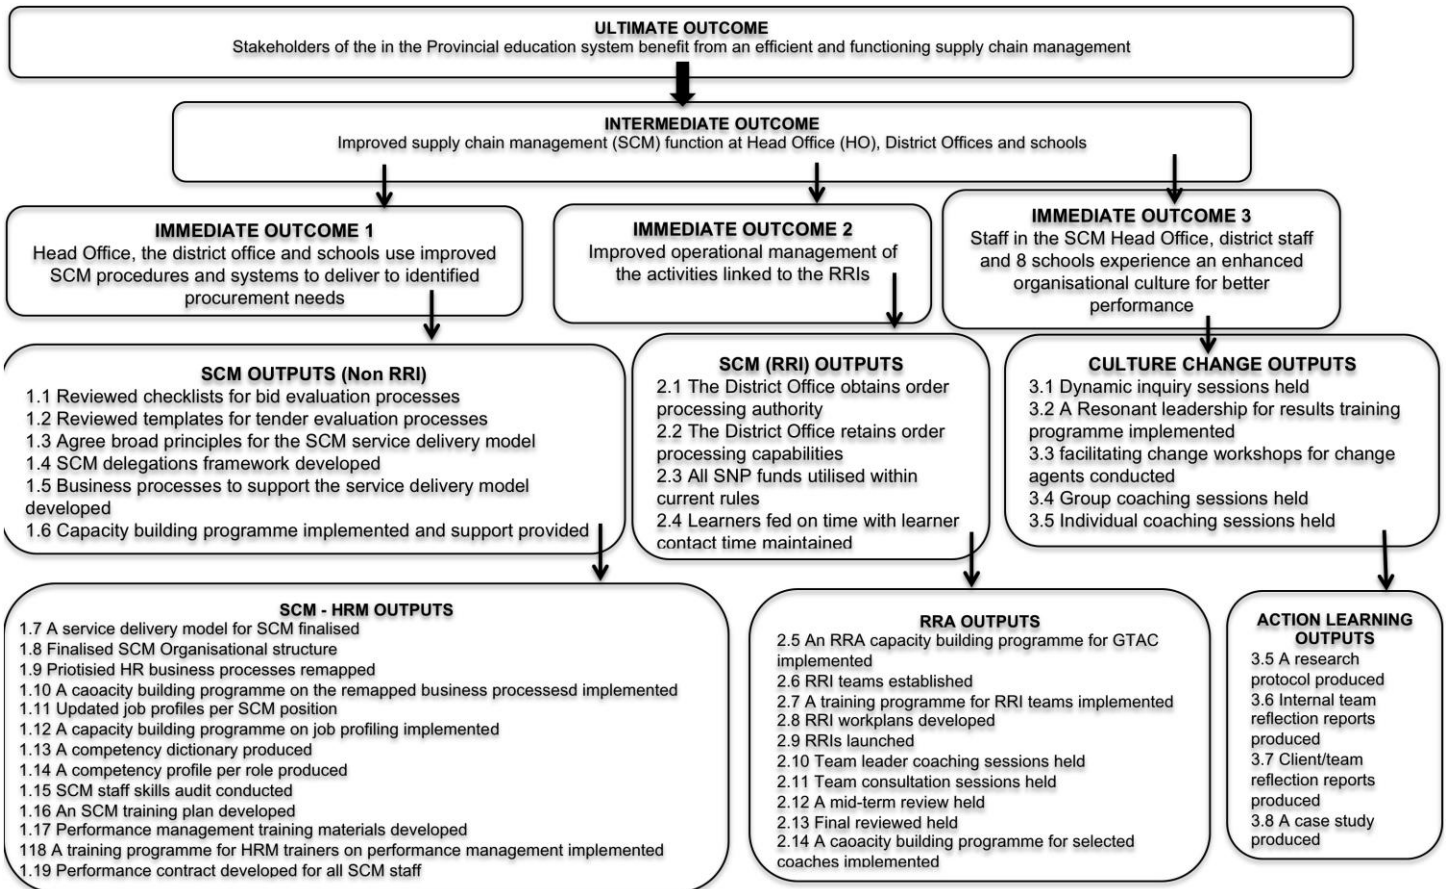 ULTIMATE OUTCOME
Stakeholders of the in the Provincial education system benefit from an efficient and functioning supply chain management
INTERMEDIATE OUTCOME
Improved supply chain management (SCM) function at Head Office (HO), District Offices and schools
IMMEDIATE OUTCOME 1
Head Office, the district office and schools use improved
SCM procedures and systems to deliver to identified
procurement needs
IMMEDIATE OUTCOME 2
Improved operational management of
the activities linked to the RRIs
IMMEDIATE OUTCOME 3
Staff in the SCM Head Office, district staff
and 8 schools experience an enhanced
organisational culture for better
performance
SCM OUTPUTS (Non RRI)
1.1 Reviewed checklists for bid evaluation processes
1.2 Reviewed templates for tender evaluation processes
1.3 Agree broad principles for the SCM service delivery model
1.4 SCM delegations framework developed
1.5 Business processes to support the service delivery model
developed
1.6 Capacity building programme implemented and support provided
SCM (RRI) OUTPUTS
2.1 The District Office obtains order
processing authority
2.2 The District Office retains order
processing capabilities
2.3 All SNP funds utilised within
current rules
2.4 Learners fed on time with learner
contact time maintained
CULTURE CHANGE OUTPUTS
3.1 Dynamic inquiry sessions held
3.2 A Resonant leadership for results training
programme implemented
3.3 facilitating change workshops for change
agents conducted
3.4 Group coaching sessions held
3.5 Individual coaching sessions held
SCM - HRM OUTPUTS
1.7 A service delivery model for SCM finalised
1.8 Finalised SCM Organisational structure
1.9 Priotisied HR business processes remapped
1.10 A caoacity building programme on the remapped business processesd implemented
1.11 Updated job profiles per SCM position
1.12 A capacity building programme on job profiling implemented
1.13 A competency dictionary produced
1.14 A competency profile per role produced
1.15 SCM staff skills audit conducted
1.16 An SCM training plan developed
1.17 Performance management training materials developed
118 A training programme for HRM trainers on performance management implemented
1.19 Performance contract developed for all SCM staff
RRA OUTPUTS
2.5 An RRA capacity building programme for GTAC
implemented
2.6 RRI teams established
2.7 A training programme for RRI teams implemented
2.8 RRI workplans developed
2.9 RRIs launched
2.10 Team leader coaching sessions held
2.11 Team consultation sessions held
2.12 A mid-term review held
2.13 Final reviewed held
2.14 A caoacity building programme for selected
coaches implemented
ACTION LEARNING
OUTPUTS
3.5 A research
protocol produced
3.6 Internal team
reflection reports
produced
3.7 Client/team
reflection reports
produced
3.8 A case study
produced